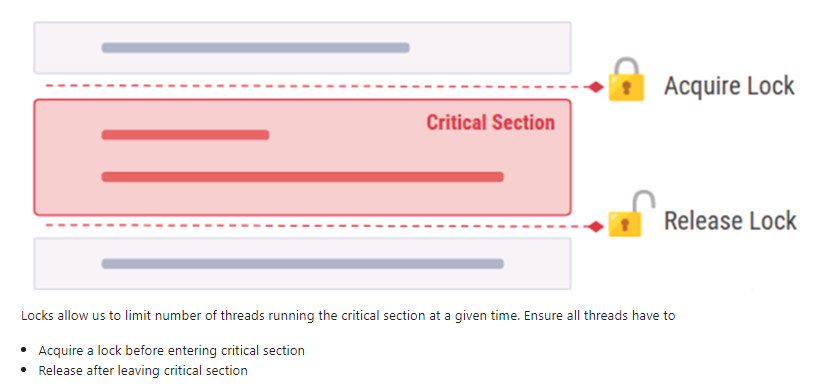 Acquire Lock
Critical Section
Release Lock
Locks allow us to limit number of threads running the critical section at a given time. Ensure all threads have to
Acquire a lock before entering critical section
Release after leaving critical section